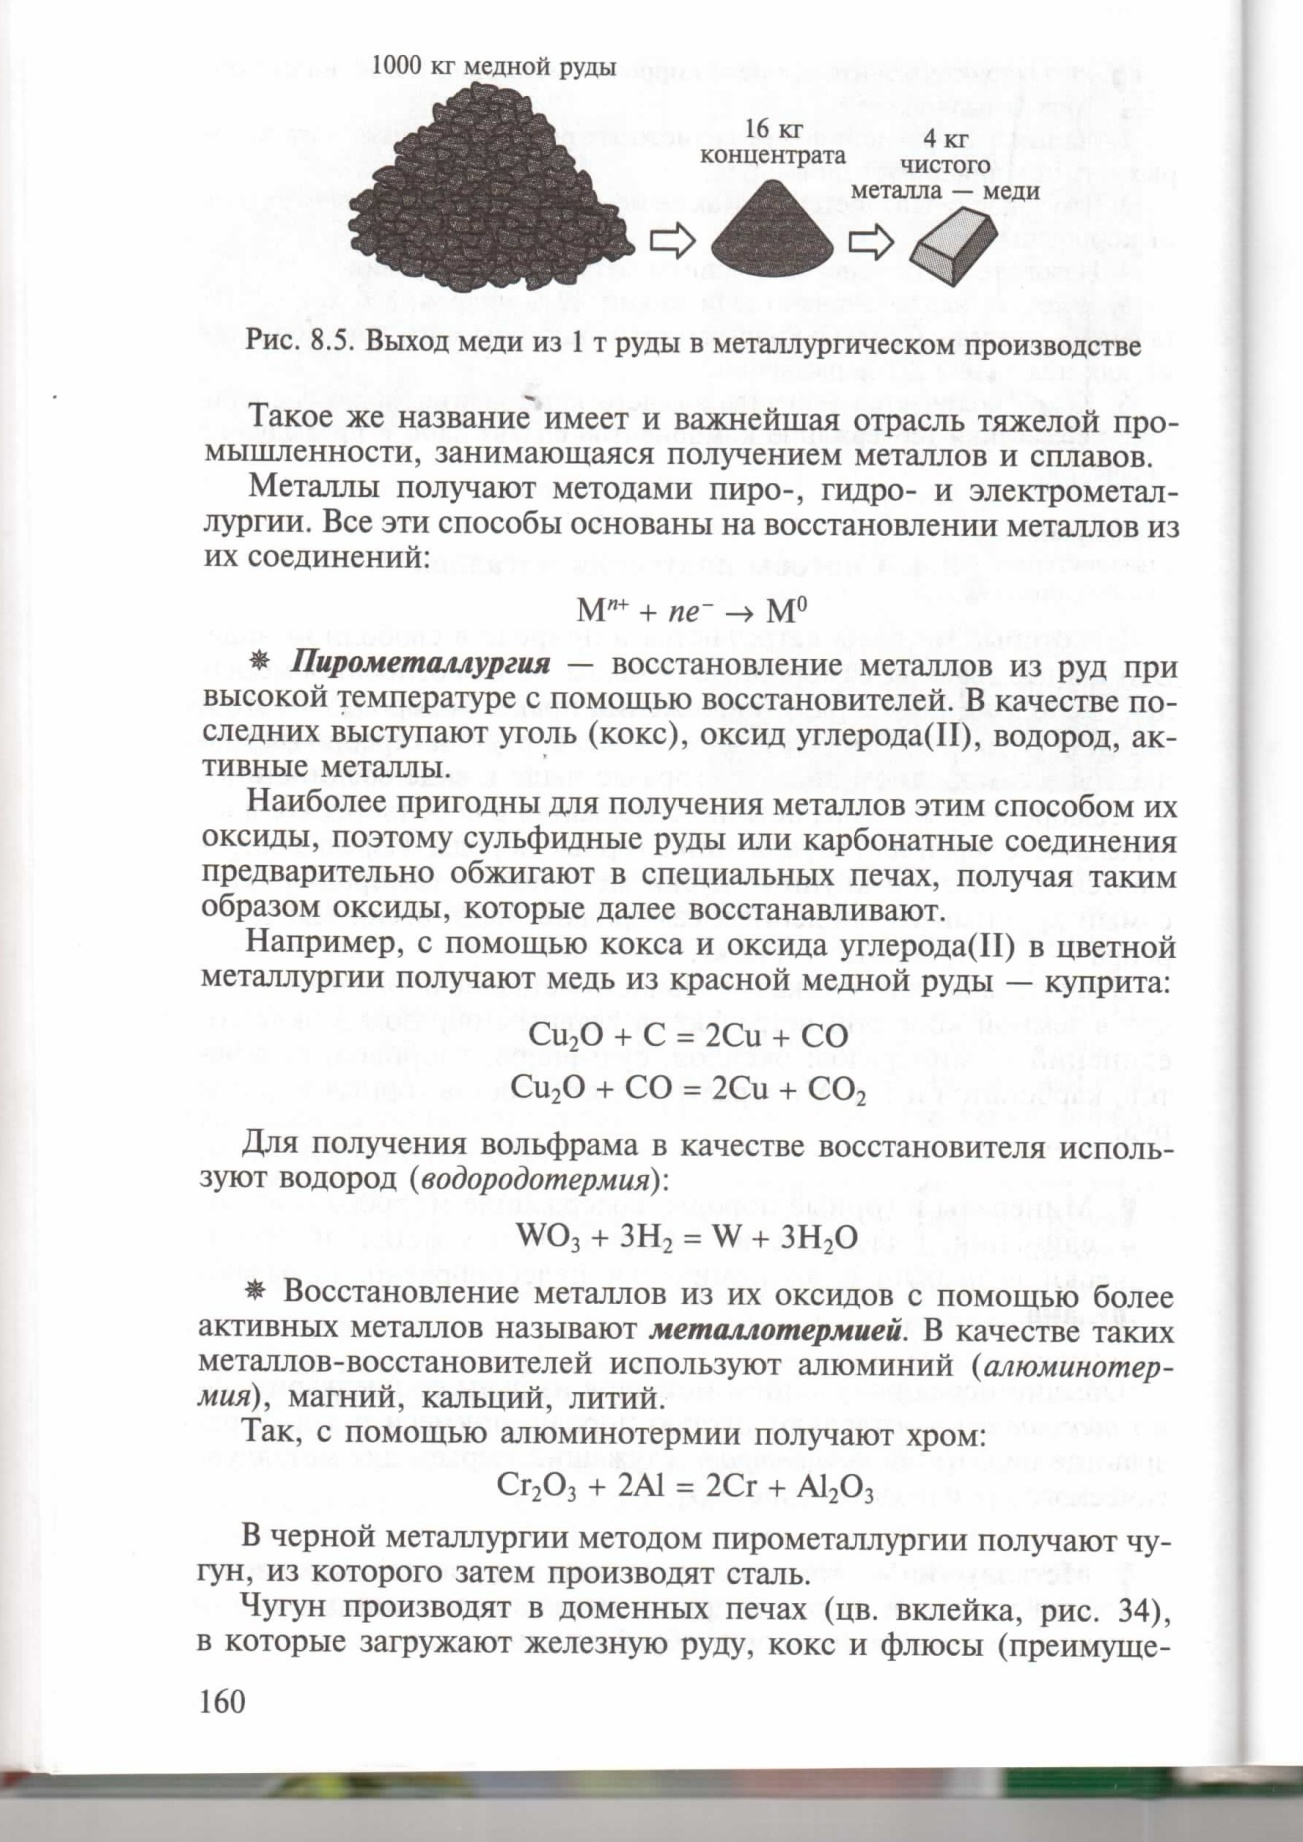 1000 кг медной руды
16 кг
концентрата
4 кг
чистого
металла — меди
Рис. 8.5. Выход меди из 1 т руды в металлургическом производстве
Такое же название имеет и важнейшая отрасль тяжелой про-
мышленности, занимающаяся получением металлов и сплавов.
Металлы получают методами пиро-, гидро- и электрометал-
лургии. Все эти способы основаны на восстановлении металлов из
их соединений:
Mⁿ⁺ + ne⁻ → M⁰
✵ Пирометаллургия — восстановление металлов из руд при
высокой температуре с помощью восстановителей. В качестве по-
следних выступают уголь (кокс), оксид углерода(II), водород, ак-
тивные металлы.
Наиболее пригодны для получения металлов этим способом их
оксиды, поэтому сульфидные руды или карбонатные соединения
предварительно обжигают в специальных печах, получая таким
образом оксиды, которые далее восстанавливают.
Например, с помощью кокса и оксида углерода(II) в цветной
металлургии получают медь из красной медной руды — куприта:
Cu₂O + C = 2Cu + CO
Cu₂O + CO = 2Cu + CO₂
Для получения вольфрама в качестве восстановителя исполь-
зуют водород (водородотермия):
WO₃ + 3H₂ = W + 3H₂O
✵ Восстановление металлов из их оксидов с помощью более
активных металлов называют металлотермией. В качестве таких
металлов-восстановителей используют алюминий (алюминотер-
мия), магний, кальций, литий.
Так, с помощью алюминотермии получают хром:
Cr₂O₃ + 2Al = 2Cr + Al₂O₃
В черной металлургии методом пирометаллургии получают чу-
гун, из которого затем производят сталь.
Чугун производят в доменных печах (цв. вклейка, рис. 34),
в которые загружают железную руду, кокс и флюсы (преимуще-
160